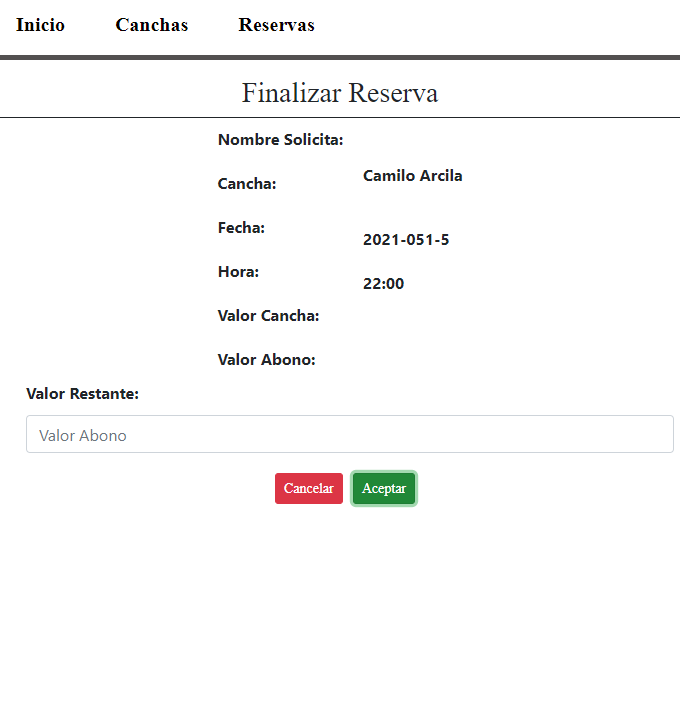 Inicio Canchas Reservas
Finalizar Reserva
Nombre Solicita:
Camilo Arcila
Cancha:
Fecha:
2021-051-5
Hora:
22:00
Valor Cancha:
Valor Abono:
Valor Restante:
Valor Abono
Cancelar Aceptar